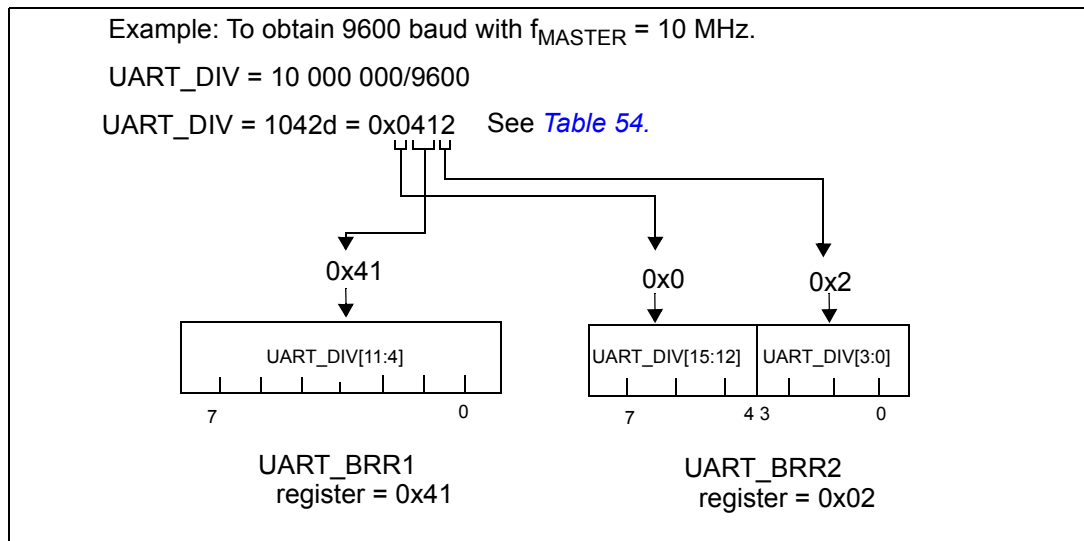 Example: To obtain 9600 baud with fMASTER = 10 MHz.
UART_DIV = 10 000 000/9600
UART_DIV = 1042d = 0x0412 See Table 54.
0x41
0x0
0x2
UART_DIV[11:4]
UART_DIV[15:12]
UART_DIV[3:0]
7
0
7
4 3
0
UART_BRR1
register = 0x41
UART_BRR2
register = 0x02